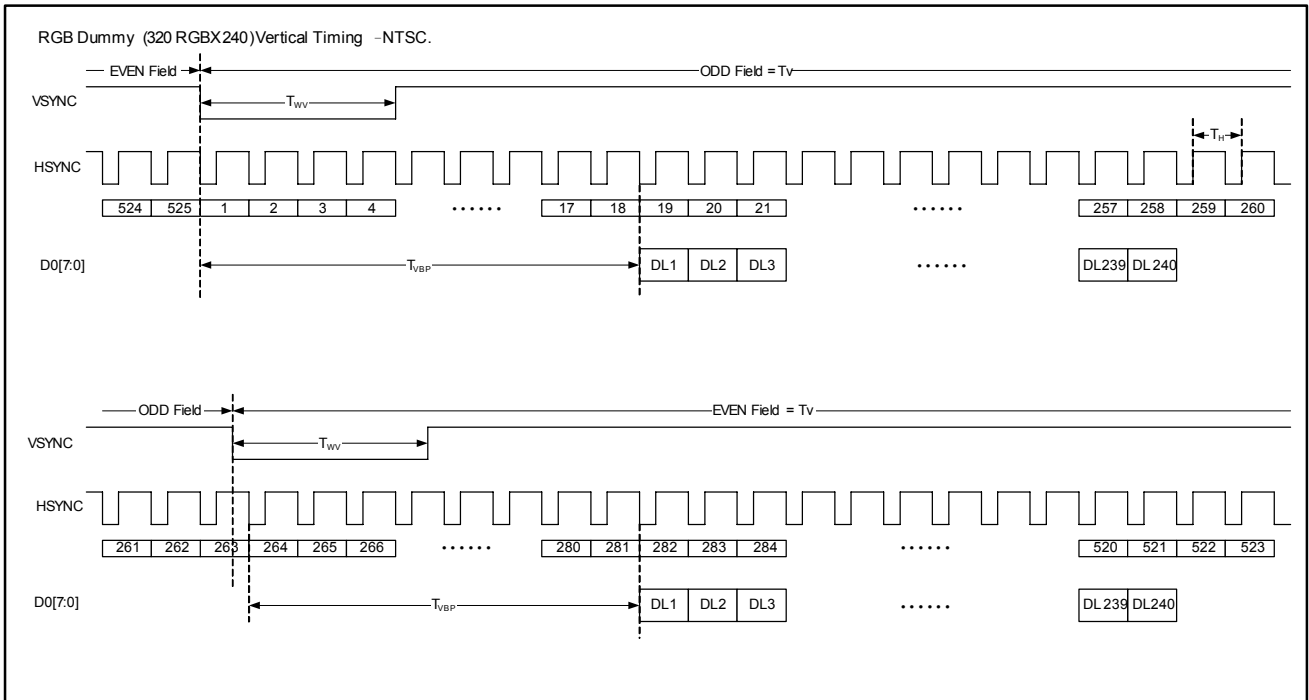 RGB Dummy (320 RGBX240)Vertical Timing –NTSC.
EVEN Field ODD Field = Tv
VSYNC TWV
TH
HSYNC
524 525 1 2 3 4 ...... 17 18 19 20 21 ...... 257 258 259 260
D0[7:0] TVBP DL1 DL2 DL3 ...... DL239 DL240
ODD Field EVEN Field = Tv
VSYNC TWV
HSYNC
261 262 263 264 265 266 ...... 280 281 282 283 284 ...... 520 521 522 523
D0[7:0] TVBP DL1 DL2 DL3 ...... DL239 DL240